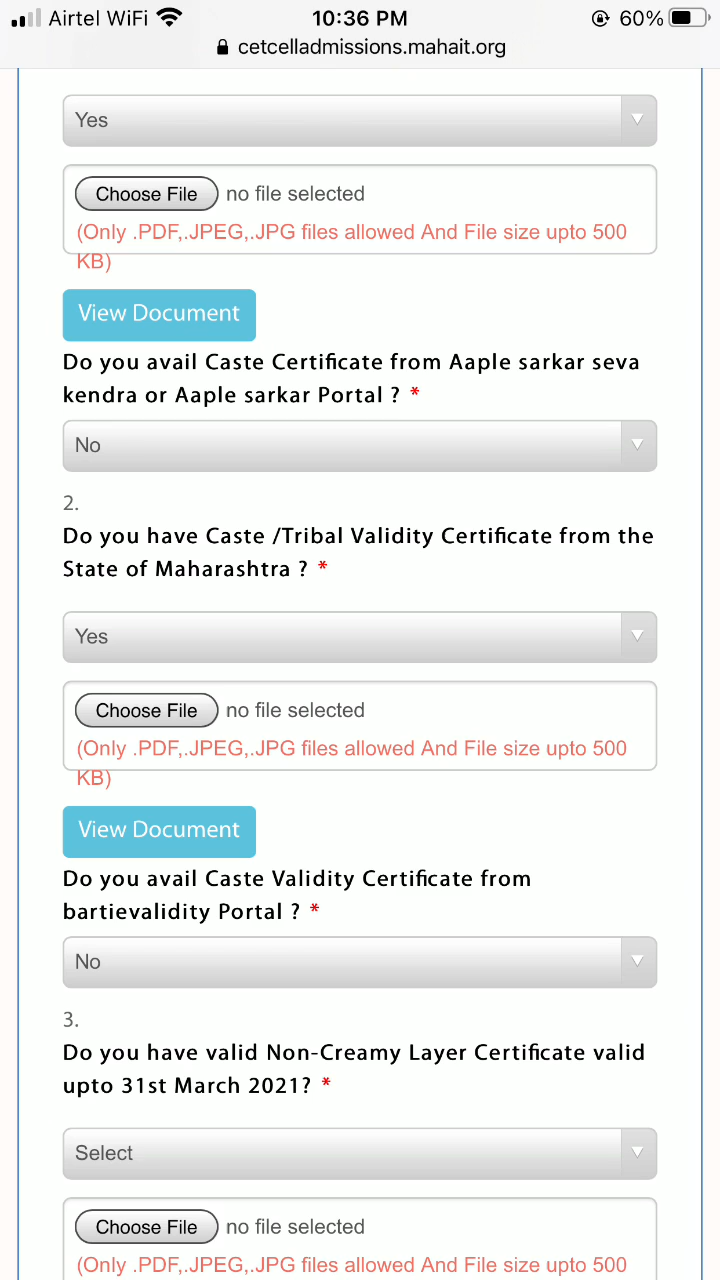 Airtel WiFi 10:36 PM 60%
cetcelladmissions.mahait.org
Yes
Choose File no file selected
(Only .PDF,.JPEG,.JPG files allowed And File size upto 500
KB)
View Document
Do you avail Caste Certificate from Aaple sarkar seva
kendra or Aaple sarkar Portal ? *
No
2.
Do you have Caste /Tribal Validity Certificate from the
State of Maharashtra ? *
Yes
Choose File no file selected
(Only .PDF,.JPEG,.JPG files allowed And File size upto 500
KB)
View Document
Do you avail Caste Validity Certificate from
bartievalidity Portal ? *
No
3.
Do you have valid Non-Creamy Layer Certificate valid
upto 31st March 2021? *
Select
Choose File no file selected
(Only .PDF,.JPEG,.JPG files allowed And File size upto 500